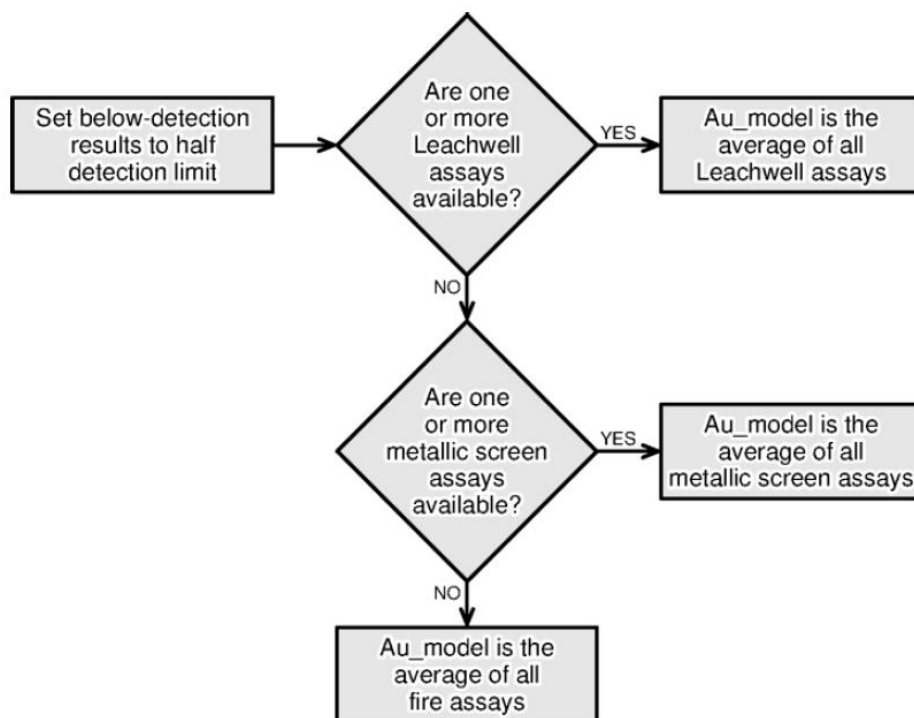 Set below-detection
results to half
detection limit
Are one
or more
Leachwell
assays
available?
YES
Au_model is the
average of all
Leachwell assays
NO
Are one
or more
metallic screen
assays
available?
YES
Au_model is the
average of all
metallic screen assays
NO
Au_model is the
average of all
fire assays